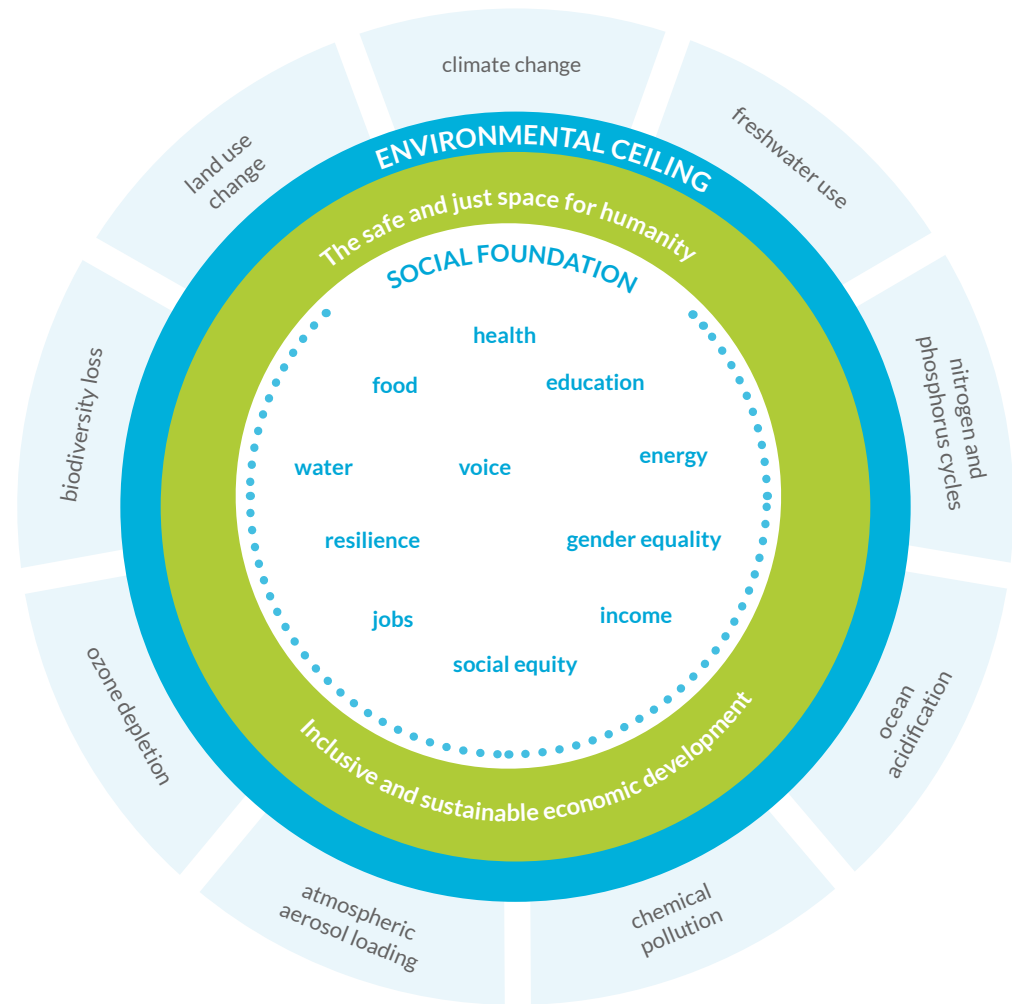 climate change
freshwater use
nitrogen and
phosphorus cycles
ocean
acidification
chemical
pollution
atmospheric
aerosol loading
ozone depletion
biodiversity loss
land use
change
ENVIRONMENTAL CEILING
The safe and just space for humanity
SOCIAL FOUNDATION
health
food
education
water
voice
energy
resilience
gender equality
jobs
income
social equity
Inclusive and sustainable economic development